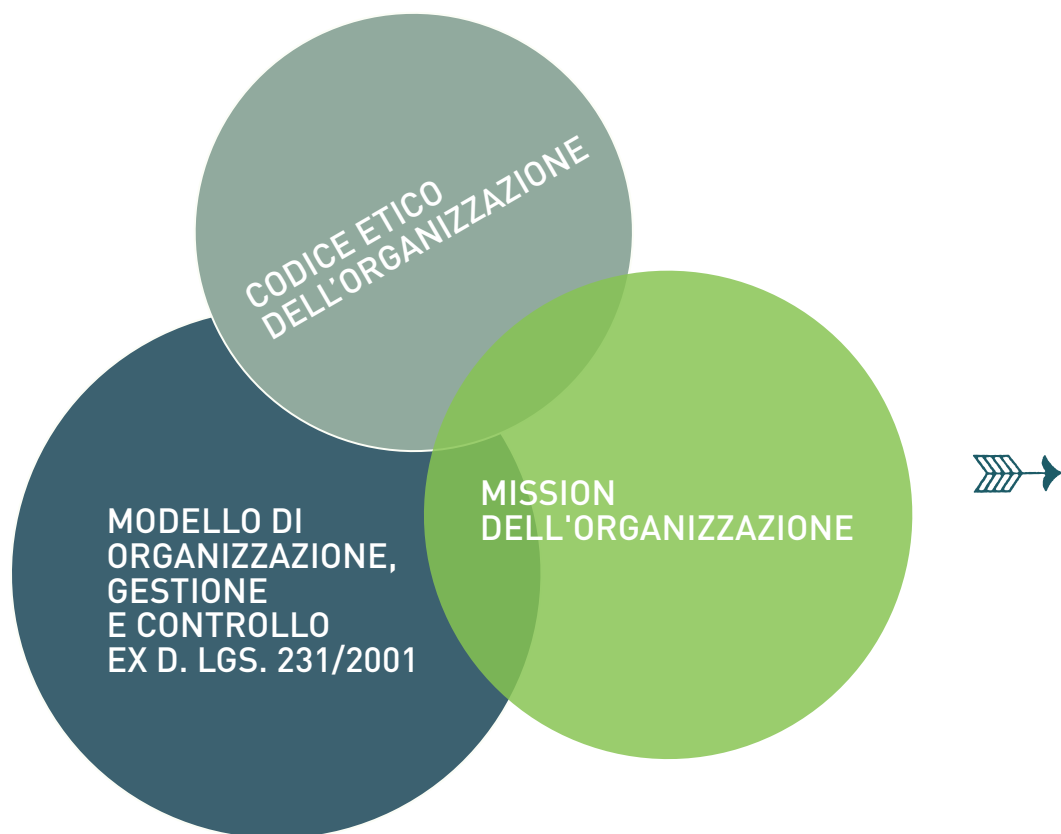 CODICE ETICO
DELL'ORGANIZZAZIONE
MISSION
DELL'ORGANIZZAZIONE
MODELLO DI
ORGANIZZAZIONE,
GESTIONE
E CONTROLLO
EX D. LGS. 231/2001